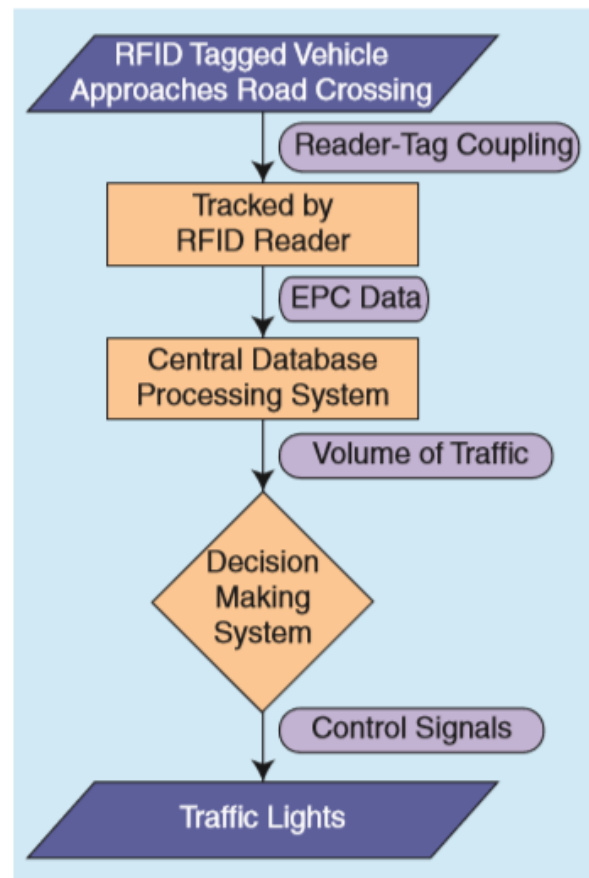 RFID Tagged Vehicle
Approaches Road Crossing
Reader-Tag Coupling
Tracked by
RFID Reader
EPC Data
Central Database
Processing System
Volume of Traffic
Decision
Making
System
Control Signals
Traffic Lights